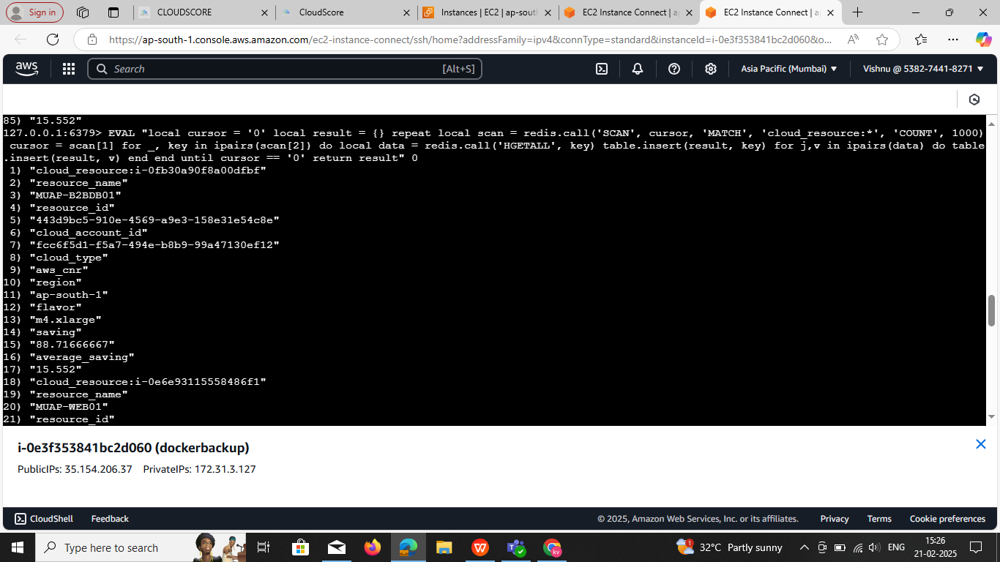 Sign in
CLOUDSCORE
CloudScore
Instances | EC2 | ap-sout
EC2 Instance Connect | a
EC2 Instance Connect | a
https://ap-south-1.console.aws.amazon.com/ec2-instance-connect/ssh/home?addressFamily=ipv4&connType=standard&instanceId=i-0e3f353841bc2d060&o...
aws
Search
[Alt+S]
Asia Pacific (Mumbai)
Vishnu @ 5382-7441-8271
85) "15.552"
127.0.0.1:6379> EVAL "local cursor = '0' local result = {} repeat local scan = redis.call('SCAN', cursor, 'MATCH', 'cloud_resource:*', 'COUNT', 1000)
cursor = scan[1] for _, key in ipairs(scan[2]) do local data = redis.call('HGETALL', key) table.insert(result, key) for j,v in ipairs(data) do table
.insert(result, v) end end until cursor == '0' return result" 0
1) "cloud_resource:i-0fb30a90f8a00dfbf"
2) "resource_name"
3) "MUAP-B2BDB01"
4) "resource_id"
5) "443d9bc5-910e-4569-a9e3-158e31e54c8e"
6) "cloud_account_id"
7) "fcc6f5d1-f5a7-494e-b8b9-99a47130ef12"
8) "cloud_type"
9) "aws_cnr"
10) "region"
11) "ap-south-1"
12) "flavor"
13) "m4.xlarge"
14) "saving"
15) "88.71666667"
16) "average_saving"
17) "15.552"
18) "cloud_resource:i-0e6e93115558486f1"
19) "resource_name"
20) "MUAP-WEB01"
21) "resource_id"
i-0e3f353841bc2d060 (dockerbackup)
PublicIPs: 35.154.206.37 PrivateIPs: 172.31.3.127
CloudShell
Feedback
© 2025, Amazon Web Services, Inc. or its affiliates.
Privacy
Terms
Cookie preferences
Type here to search
32°C Partly sunny
ENG
15:26
21-02-2025